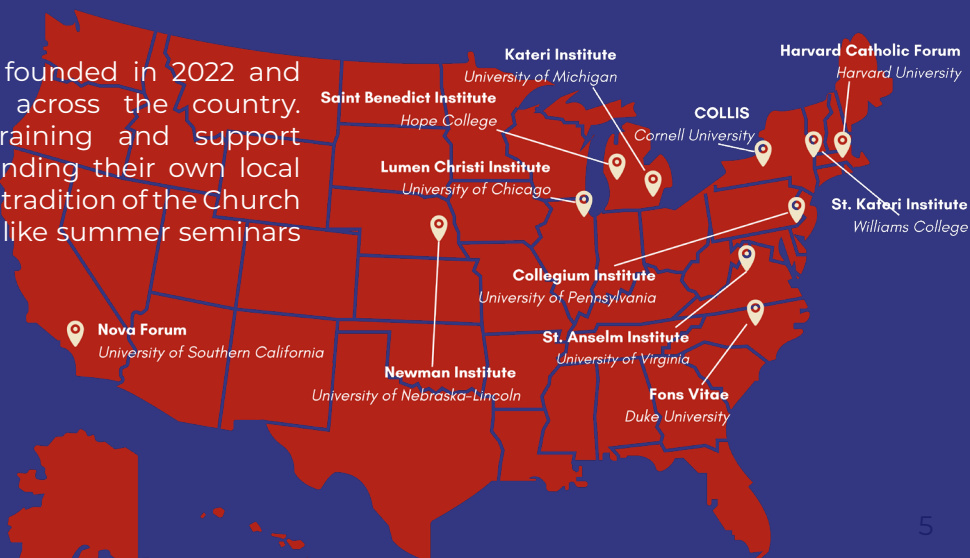 founded in 2022 and
across the country.
raining and support
nding their own local
tradition of the Church
like summer seminars
Kateri Institute
University of Michigan
Harvard Catholic Forum
Harvard University
Saint Benedict Institute
Hope College
COLLIS
Cornell University
Lumen Christi Institute
University of Chicago
St. Kateri Institute
Williams College
Collegium Institute
University of Pennsylvania
Nova Forum
University of Southern California
St. Anselm Institute
University of Virginia
Newman Institute
University of Nebraska-Lincoln
Fons Vitae
Duke University
5